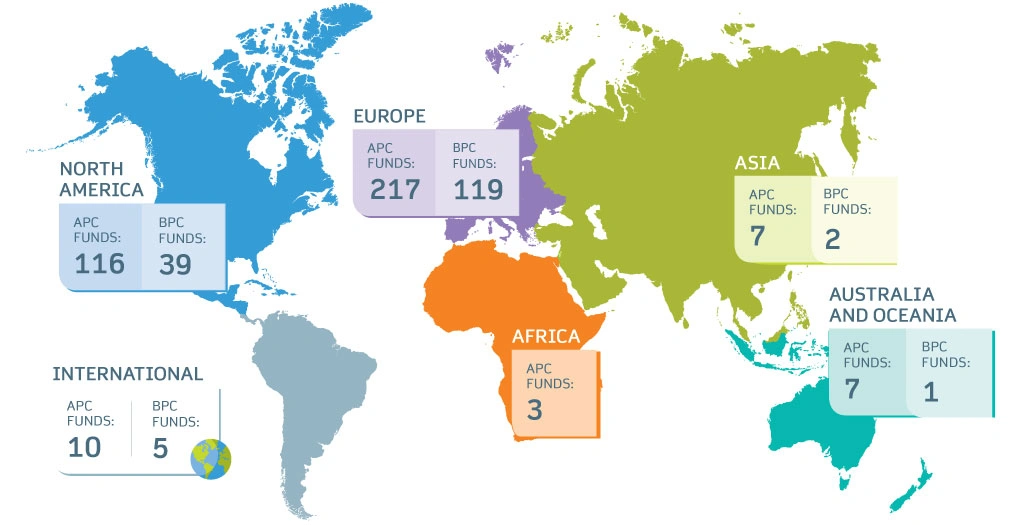 EUROPE
APC BPC
FUNDS: FUNDS:
217 119
NORTH
AMERICA
APC BPC
FUNDS: FUNDS:
116 39
ASIA
APC BPC
FUNDS: FUNDS:
7 2
AUSTRALIA
AND OCEANIA
APC BPC
FUNDS: FUNDS:
7 1
AFRICA
APC
FUNDS:
3
INTERNATIONAL
APC BPC
FUNDS: FUNDS:
10 5